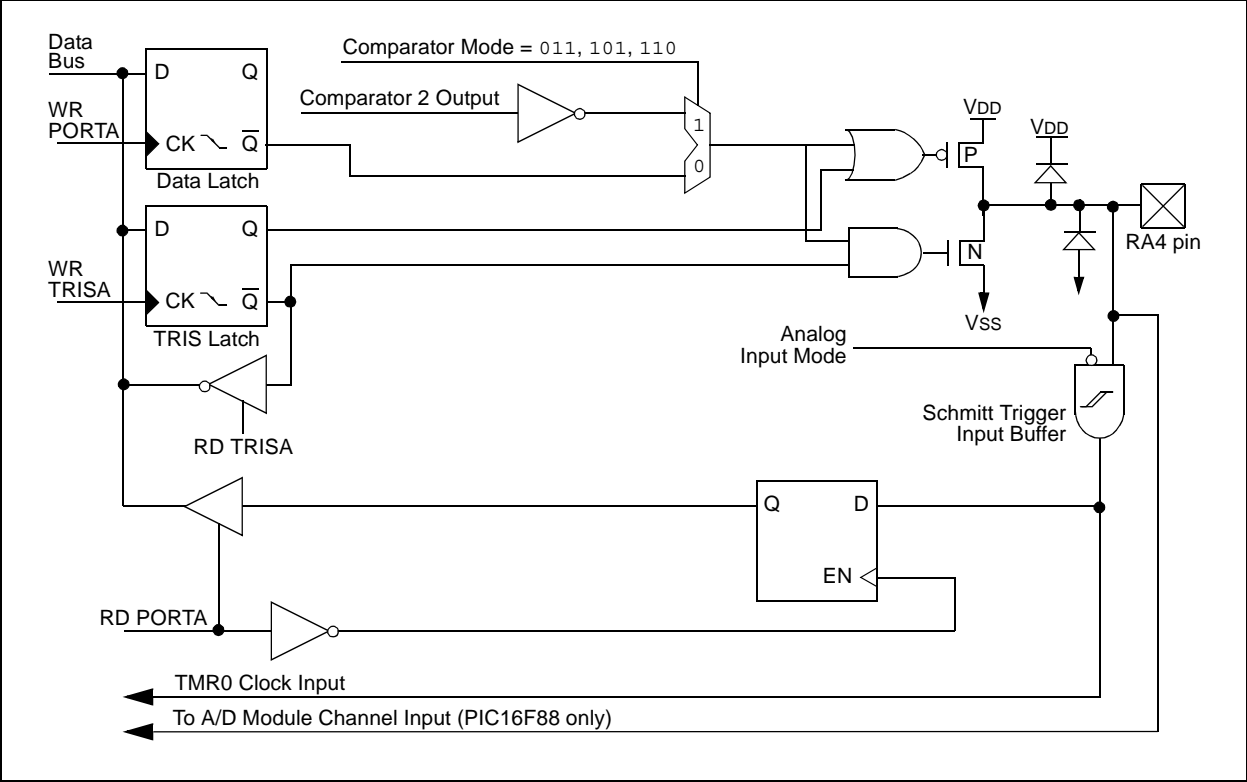 Data
Bus
D Q
WR
PORTA
CK Q
Data Latch
Comparator Mode = 011, 101, 110
Comparator 2 Output
1
0
VDD
P
VDD
RA4 pin
N
VSS
D Q
WR
TRISA
CK Q
TRIS Latch
RD TRISA
Analog
Input Mode
Schmitt Trigger
Input Buffer
Q D
EN
RD PORTA
TMR0 Clock Input
To A/D Module Channel Input (PIC16F88 only)